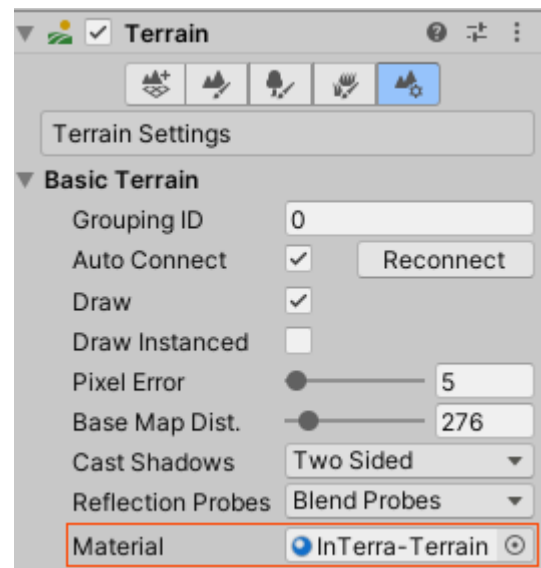 Terrain
Terrain Settings
Basic Terrain
Grouping ID 0
Auto Connect Reconnect
Draw
Draw Instanced
Pixel Error 5
Base Map Dist. 276
Cast Shadows Two Sided
Reflection Probes Blend Probes
Material InTerra-Terrain